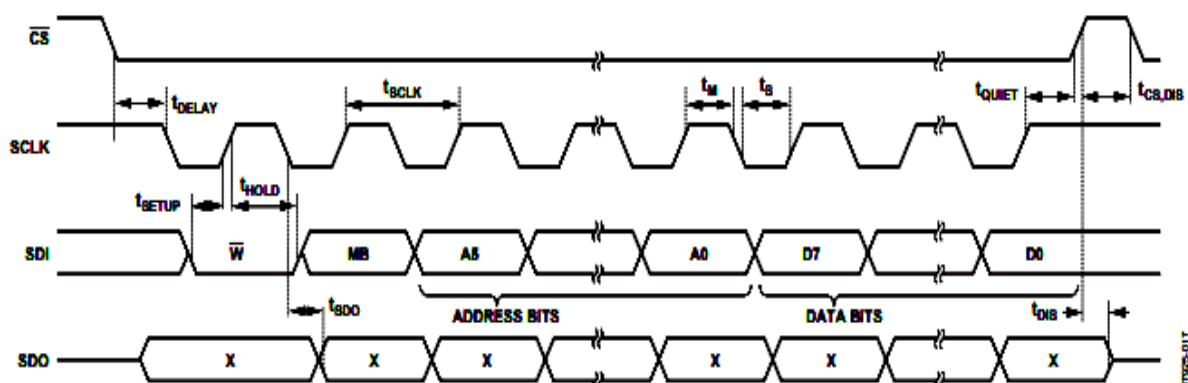 CS
tDELAY
tSCLK
tM
tS
tQUIET
tCS,DIS
SCLK
tSETUP
tHOLD
SDI
W
MB
A5
A0
D7
D0
tSDO
ADDRESS BITS
DATA BITS
tDIS
SDO
X
X
X
X
X
X